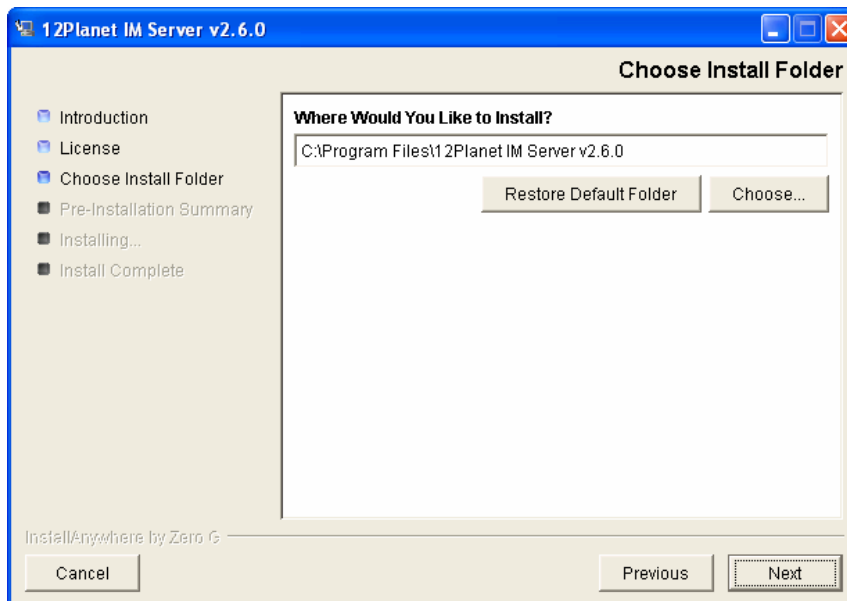 12Planet IM Server v2.6.0
Choose Install Folder
Introduction
License
Choose Install Folder
Pre-Installation Summary
Installing...
Install Complete
Where Would You Like to Install?
C:\Program Files\12Planet IM Server v2.6.0
Restore Default Folder
Choose...
InstallAnywhere by Zero G
Cancel
Previous
Next